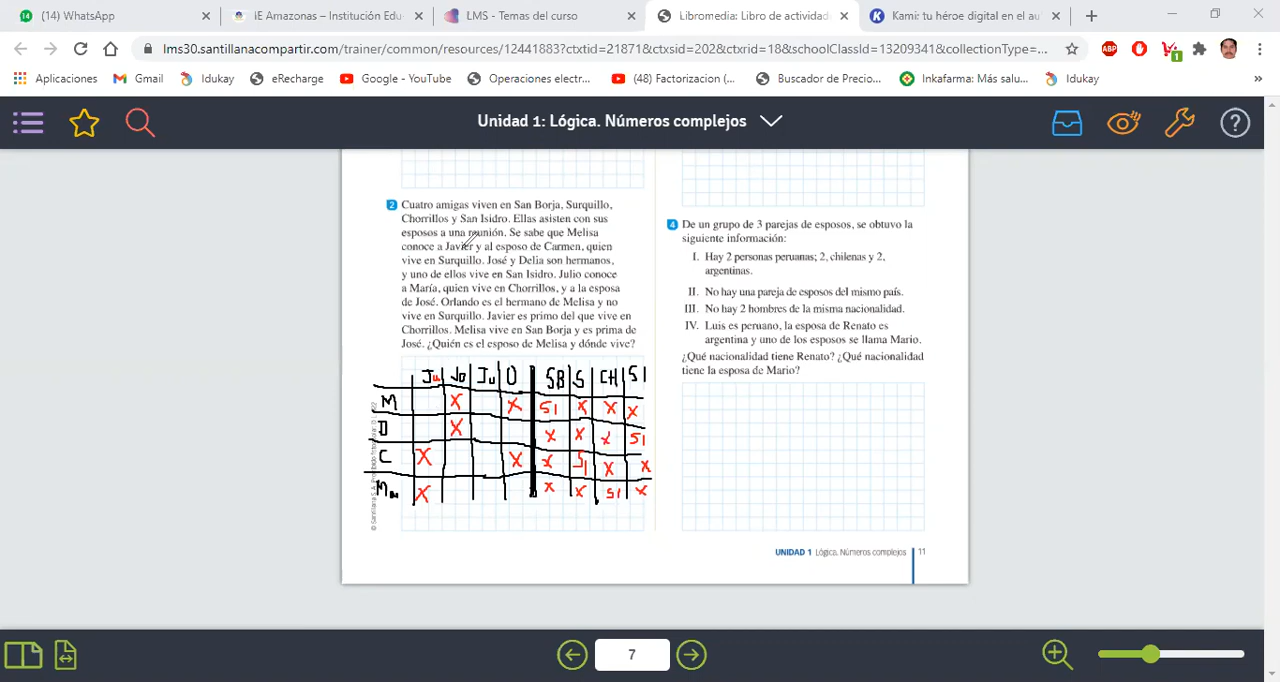 (14) WhatsApp
IE Amazonas – Institución Edu-
LMS - Temas del curso
Libromedia: Libro de actividad
Kami: tu héroe digital en el au
lms30.santillanacompartir.com/trainer/common/resources/12441883?ctxtid=21871&ctxsid=202&ctxrid=18&schoolClassId=13209341&collectionType=...
ABP
1
Aplicaciones
Gmail
Idukay
eRecharge
Google - YouTube
Operaciones electr...
(48) Factorizacion (...
Buscador de Precio...
Inkafarma: Más salu...
Idukay
»
Unidad 1: Lógica. Números complejos
2 Cuatro amigas viven en San Borja, Surquillo,
Chorrillos y San Isidro. Ellas asisten con sus
esposos a una reunión. Se sabe que Melisa
conoce a Javier y al esposo de Carmen, quien
vive en Surquillo. José y Delia son hermanos,
y uno de ellos vive en San Isidro. Julio conoce
a María, quien vive en Chorrillos, y a la esposa
de José. Orlando es el hermano de Melisa y no
vive en Surquillo. Javier es primo del que vive en
Chorrillos. Melisa vive en San Borja y es prima de
José. ¿Quién es el esposo de Melisa y dónde vive?
Ju Jo Ju O SB S CH SI
M X X SI X X X
D X X X X SI
C X X X SI X X
Ma X X X SI X
4 De un grupo de 3 parejas de esposos, se obtuvo la
siguiente información:
I. Hay 2 personas peruanas; 2, chilenas y 2,
argentinas.
II. No hay una pareja de esposos del mismo país.
III. No hay 2 hombres de la misma nacionalidad.
IV. Luis es peruano, la esposa de Renato es
argentina y uno de los esposos se llama Mario.
¿Qué nacionalidad tiene Renato? ¿Qué nacionalidad
tiene la esposa de Mario?
UNIDAD 1 Lógica. Números complejos 11
7